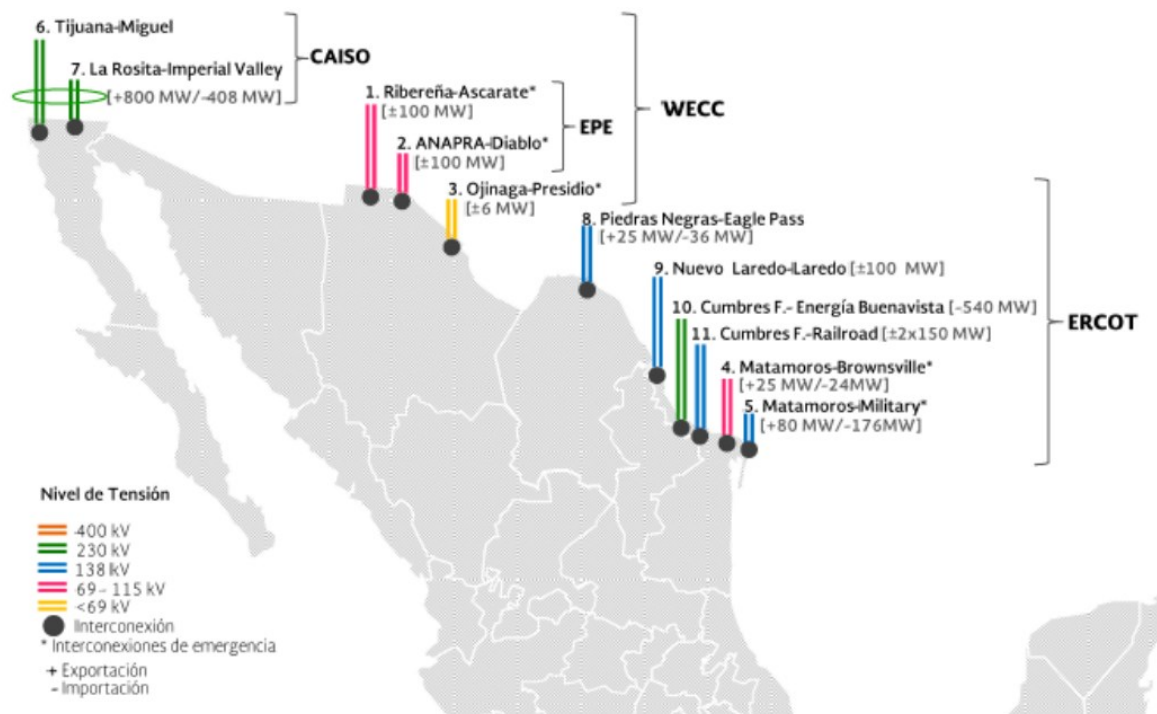 6. Tijuana-Miguel
7. La Rosita-Imperial Valley
[+800 MW/-408 MW]
CAISO
1. Ribereña-Ascarate*
[±100 MW]
2. ANAPRA-Diablo*
[±100 MW]
EPE
WECC
3. Ojinaga-Presidio*
[±6 MW]
8. Piedras Negras-Eagle Pass
[+25 MW/-36 MW]
9. Nuevo Laredo-Laredo [±100 MW]
10. Cumbres F.- Energía Buenavista [-540 MW]
11. Cumbres F.-Railroad [±2x150 MW]
ERCOT
4. Matamoros-Brownsville*
[+25 MW/-24MW]
5. Matamoros-Military*
[+80 MW/-176MW]
Nivel de Tensión
400 kV
230 kV
138 kV
69 - 115 kV
<69 kV
Interconexión
* Interconexiones de emergencia
+ Exportación
- Importación